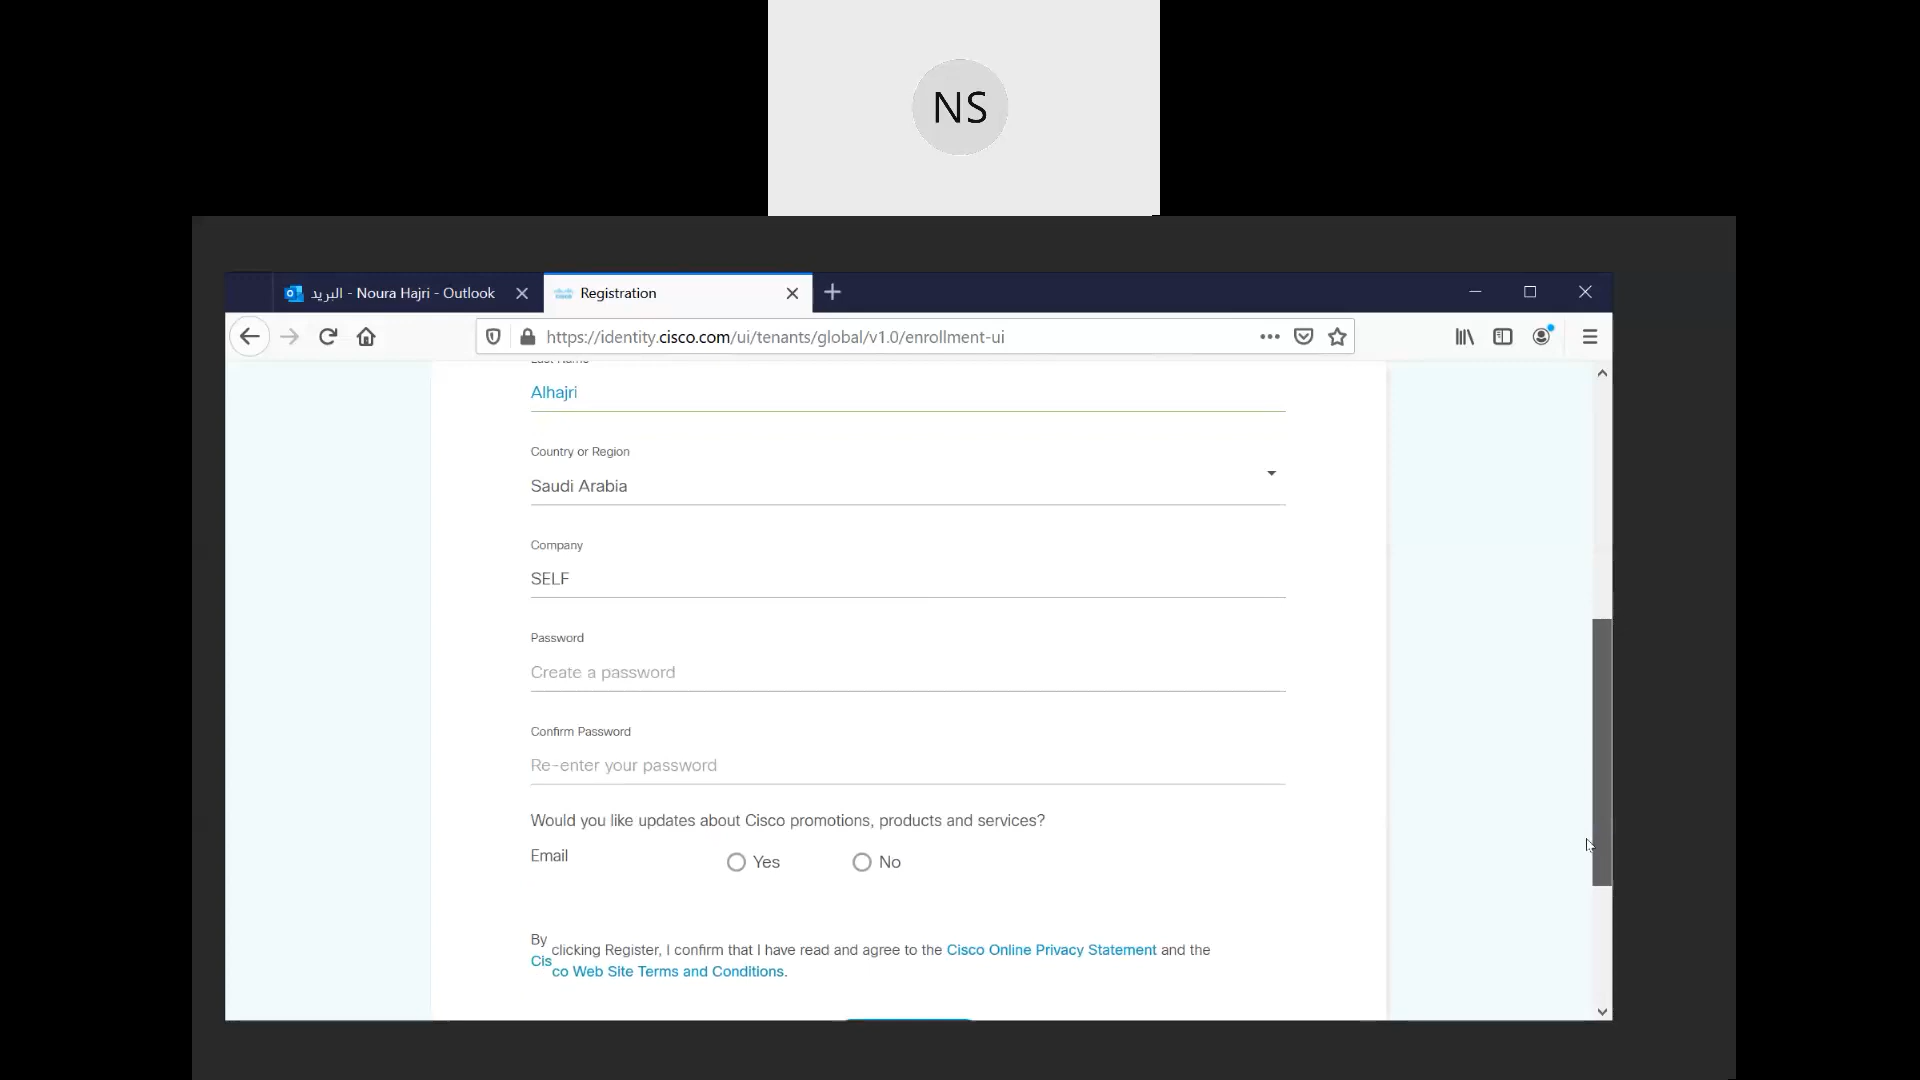 NS
البريد - Noura Hajri - Outlook
Registration
https://identity.cisco.com/ui/tenants/global/v1.0/enrollment-ui
Last Name
Alhajri
Country or Region
Saudi Arabia
Company
SELF
Password
Create a password
Confirm Password
Re-enter your password
Would you like updates about Cisco promotions, products and services?
Email
Yes
No
By clicking Register, I confirm that I have read and agree to the Cisco Online Privacy Statement and the
Cisco Web Site Terms and Conditions.